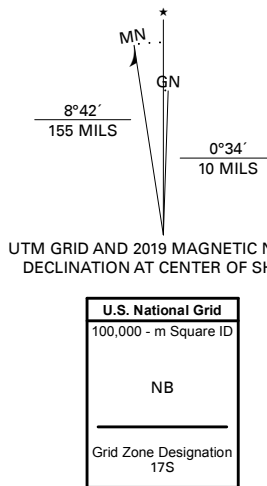 ★
MN
GN
8°42´
155 MILS
0°34´
10 MILS
UTM GRID AND 2019 MAGNETIC
DECLINATION AT CENTER OF
U.S. National Grid
100,000 - m Square ID
NB
Grid Zone Designation
17S